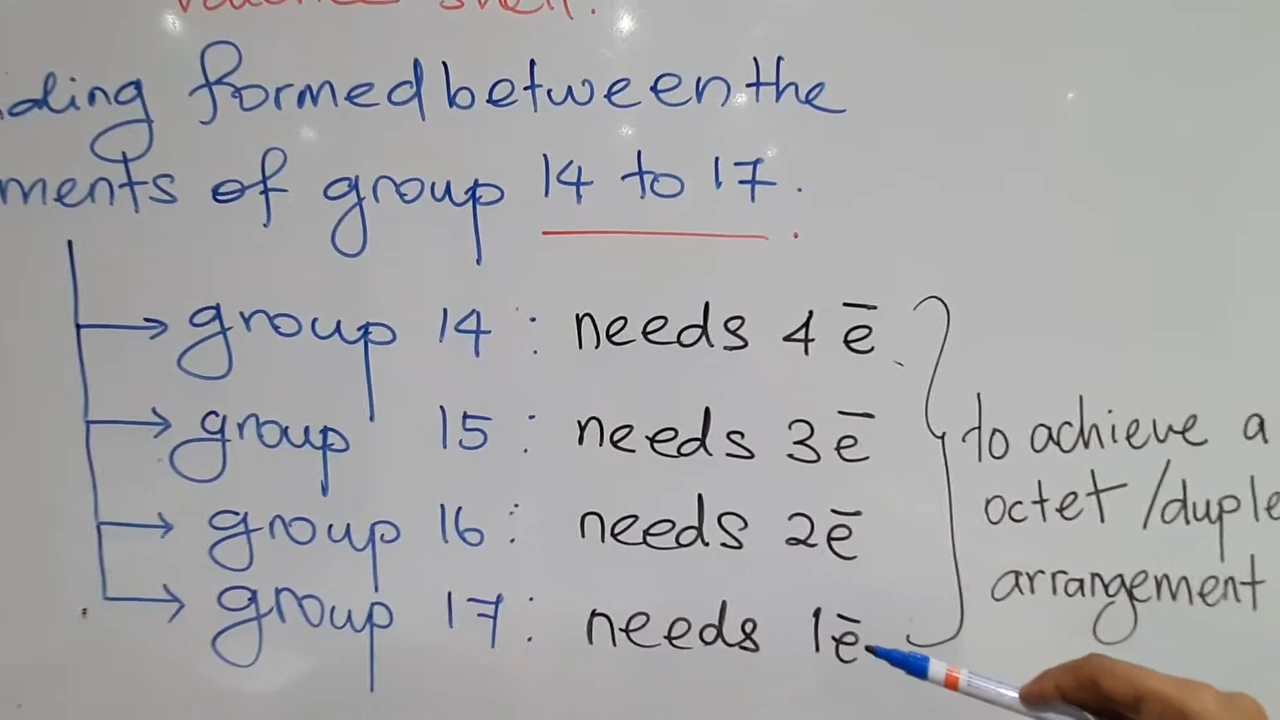 shell.
formed between the
of group 14 to 17.
group 14 : needs 4 e̅
group 15 : needs 3 e̅
group 16 : needs 2 e̅
group 17 : needs 1 e̅
to achieve a
octet / duple
arrangement